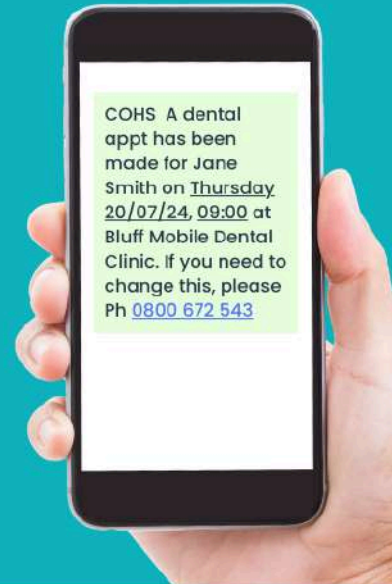 COHS  A dental
appt has been
made for Jane
Smith on Thursday
20/07/24, 09:00 at
Bluff Mobile Dental
Clinic. If you need to
change this, please
Ph 0800 672 543